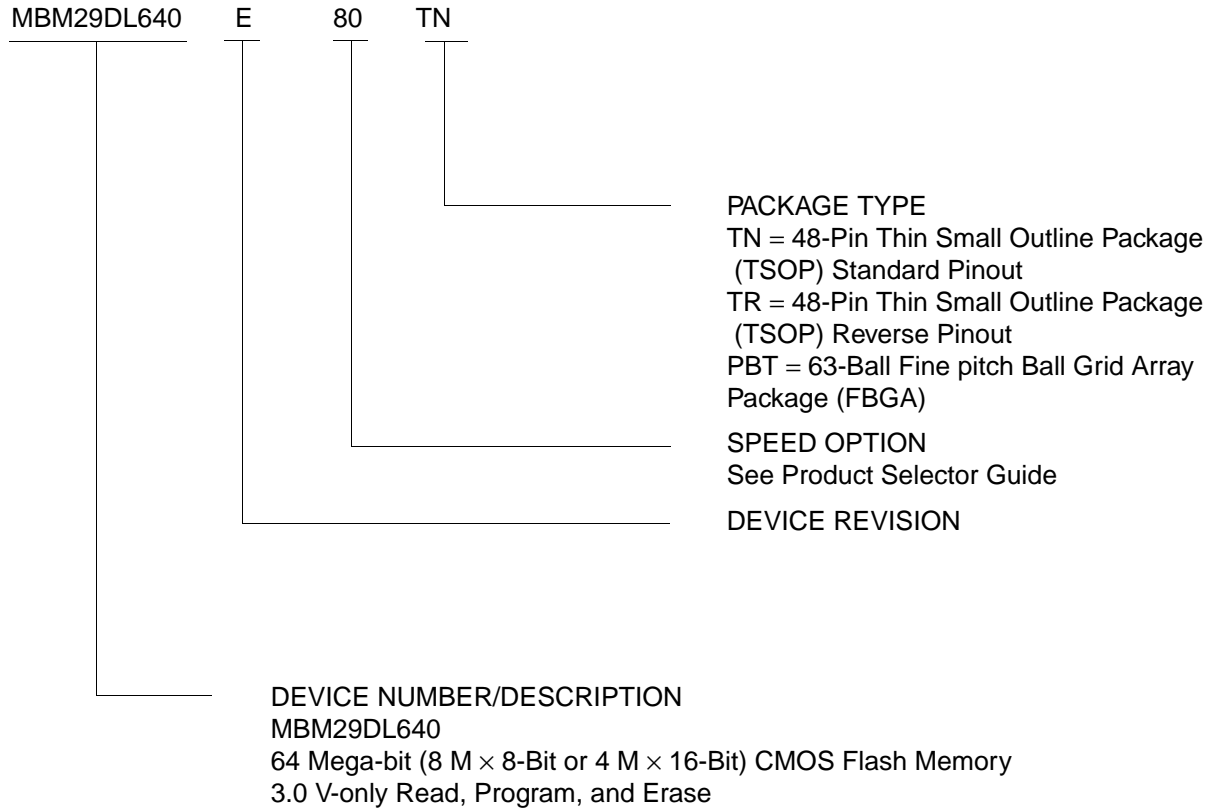 MBM29DL640 E 80 TN
PACKAGE TYPE
TN = 48-Pin Thin Small Outline Package
(TSOP) Standard Pinout
TR = 48-Pin Thin Small Outline Package
(TSOP) Reverse Pinout
PBT = 63-Ball Fine pitch Ball Grid Array
Package (FBGA)
SPEED OPTION
See Product Selector Guide
DEVICE REVISION
DEVICE NUMBER/DESCRIPTION
MBM29DL640
64 Mega-bit (8 M × 8-Bit or 4 M × 16-Bit) CMOS Flash Memory
3.0 V-only Read, Program, and Erase